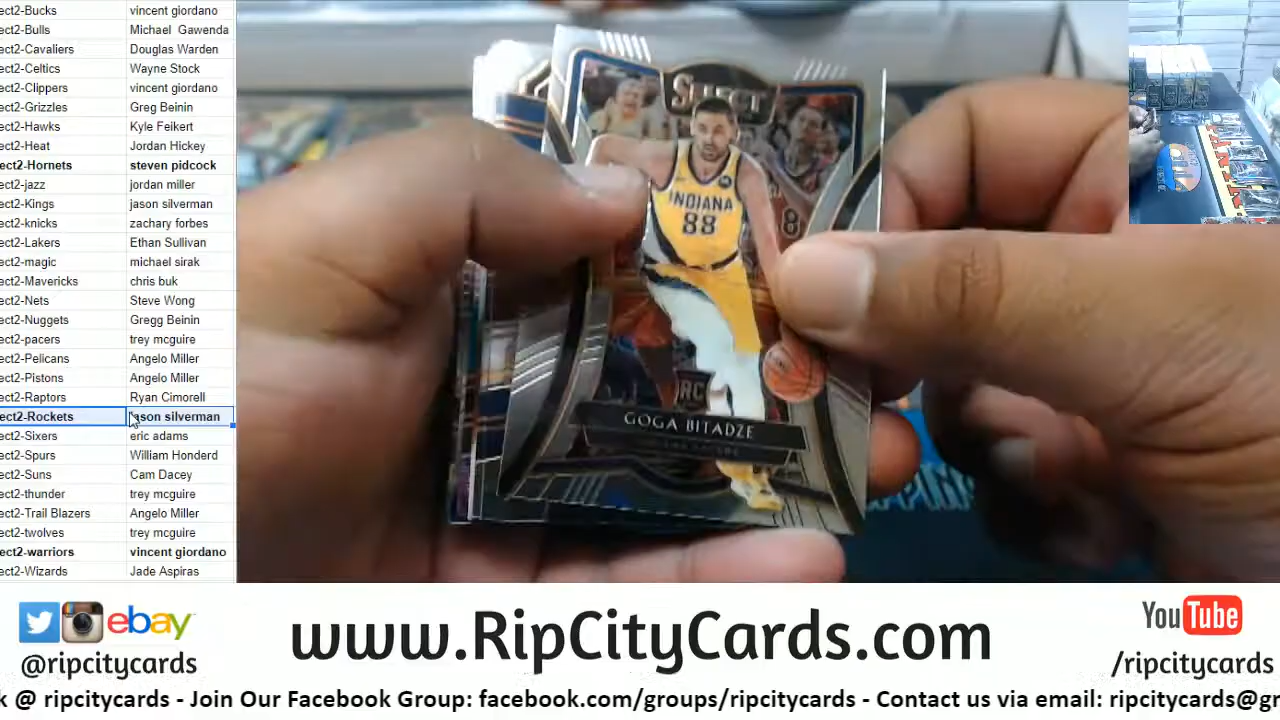 ect2-Bucks vincent giordano
ect2-Bulls Michael Gawenda
ect2-Cavaliers Douglas Warden
ect2-Celtics Wayne Stock
ect2-Clippers vincent giordano
ect2-Grizzles Greg Beinin
ect2-Hawks Kyle Feikert
ect2-Heat Jordan Hickey
ect2-Hornets steven pidcock
ect2-jazz jordan miller
ect2-Kings jason silverman
ect2-knicks zachary forbes
ect2-Lakers Ethan Sullivan
ect2-magic michael sirak
ect2-Mavericks chris buk
ect2-Nets Steve Wong
ect2-Nuggets Gregg Beinin
ect2-pacers trey mcguire
ect2-Pelicans Angelo Miller
ect2-Pistons Angelo Miller
ect2-Raptors Ryan Cimorell
ect2-Rockets jason silverman
ect2-Sixers eric adams
ect2-Spurs William Honderd
ect2-Suns Cam Dacey
ect2-thunder trey mcguire
ect2-Trail Blazers Angelo Miller
ect2-twolves trey mcguire
ect2-warriors vincent giordano
ect2-Wizards Jade Aspiras
SELECT
INDIANA
88
8
RC
GOGA BITADZE
ebay
@ripcitycards
www.RipCityCards.com
YouTube
/ripcitycards
k @ ripcitycards - Join Our Facebook Group: facebook.com/groups/ripcitycards - Contact us via email: ripcitycards@g